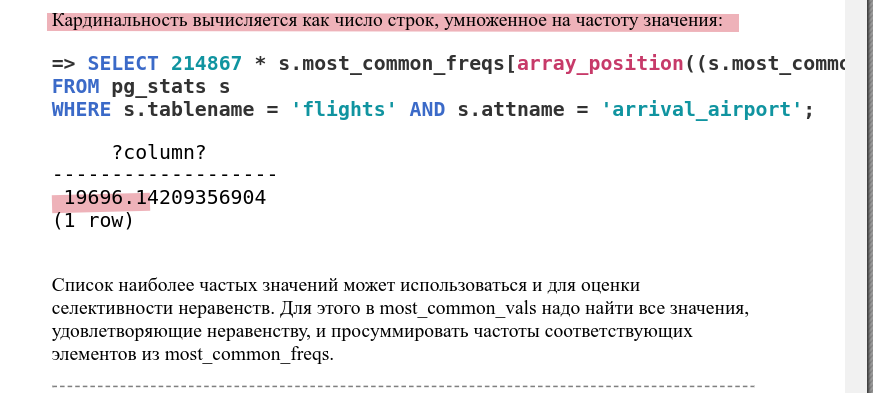 Кардинальность вычисляется как число строк, умноженное на частоту значения:
=> SELECT 214867 * s.most_common_freqs[array_position((s.most_commo
FROM pg_stats s
WHERE s.tablename = 'flights' AND s.attname = 'arrival_airport';
?column?
-------------------
19696.14209356904
(1 row)
Список наиболее частых значений может использоваться и для оценки
селективности неравенств. Для этого в most_common_vals надо найти все значения,
удовлетворяющие неравенству, и просуммировать частоты соответствующих
элементов из most_common_freqs.